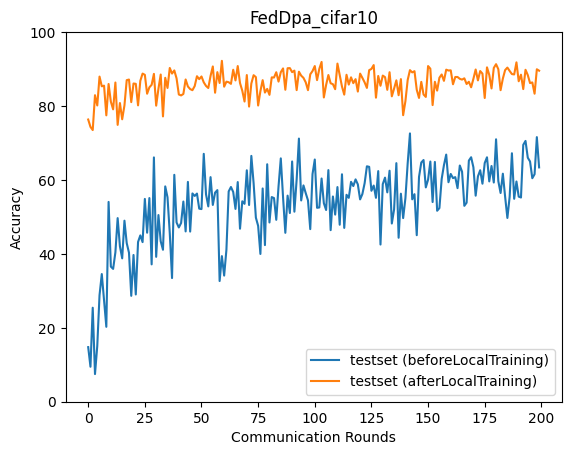 FedDpa_cifar10
Accuracy
100
80
60
40
20
0
0 25 50 75 100 125 150 175 200
Communication Rounds
testset (beforeLocalTraining)
testset (afterLocalTraining)